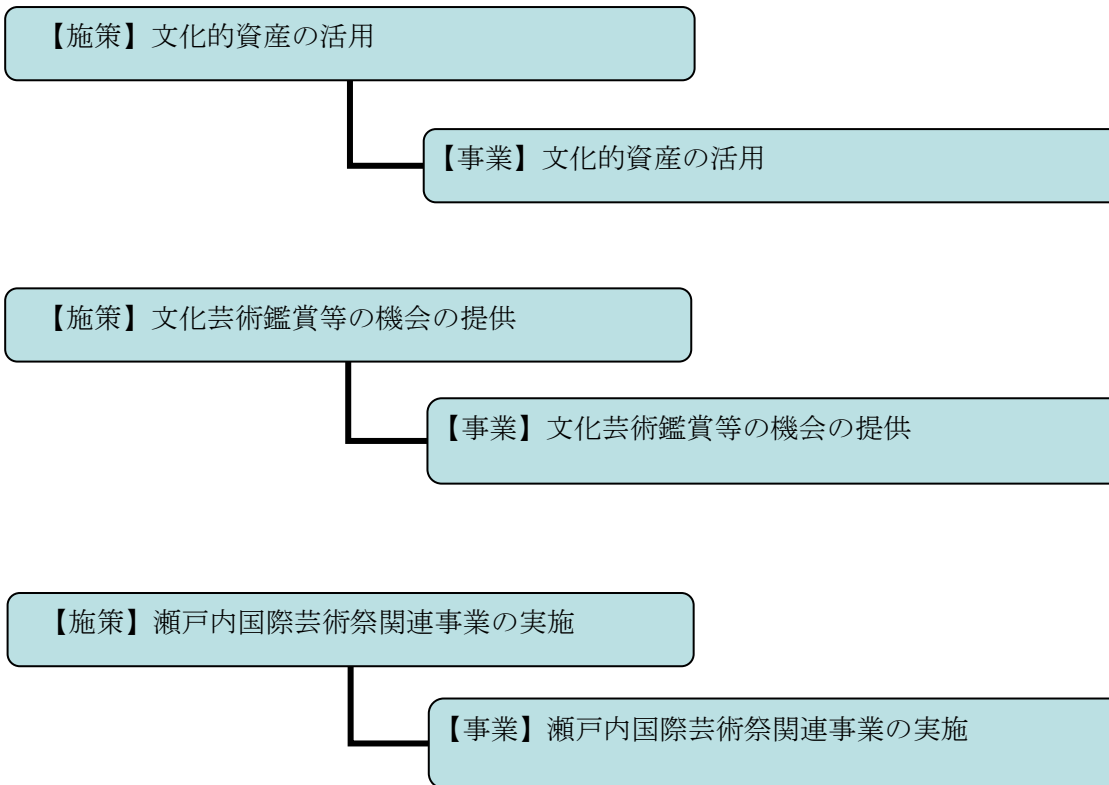 【施策】文化的資産の活用
【事業】文化的資産の活用
【施策】文化芸術鑑賞等の機会の提供
【事業】文化芸術鑑賞等の機会の提供
【施策】瀬戸内国際芸術祭関連事業の実施
【事業】瀬戸内国際芸術祭関連事業の実施